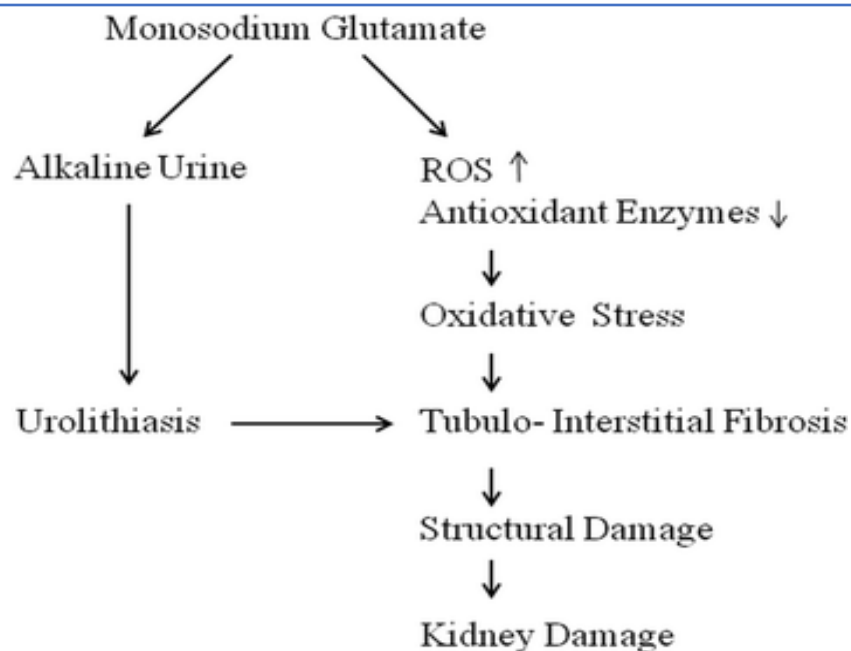 Monosodium Glutamate
Alkaline Urine
ROS ↑
Antioxidant Enzymes ↓
Oxidative Stress
Urolithiasis
Tubulo- Interstitial Fibrosis
Structural Damage
Kidney Damage